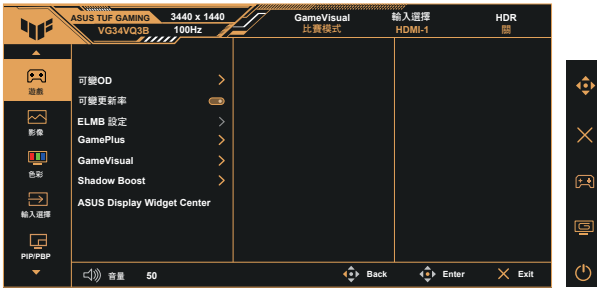 ASUS TUF GAMING 3440 x 1440 GameVisual 輸入選擇 HDR
VG34VQ3B 100Hz 比賽模式 HDMI-1 關
遊戲
影像
色彩
輸入選擇
PIP/PBP
可變OD
可變更新率
ELMB 設定
GamePlus
GameVisual
Shadow Boost
ASUS Display Widget Center
音量 50 Back Enter Exit